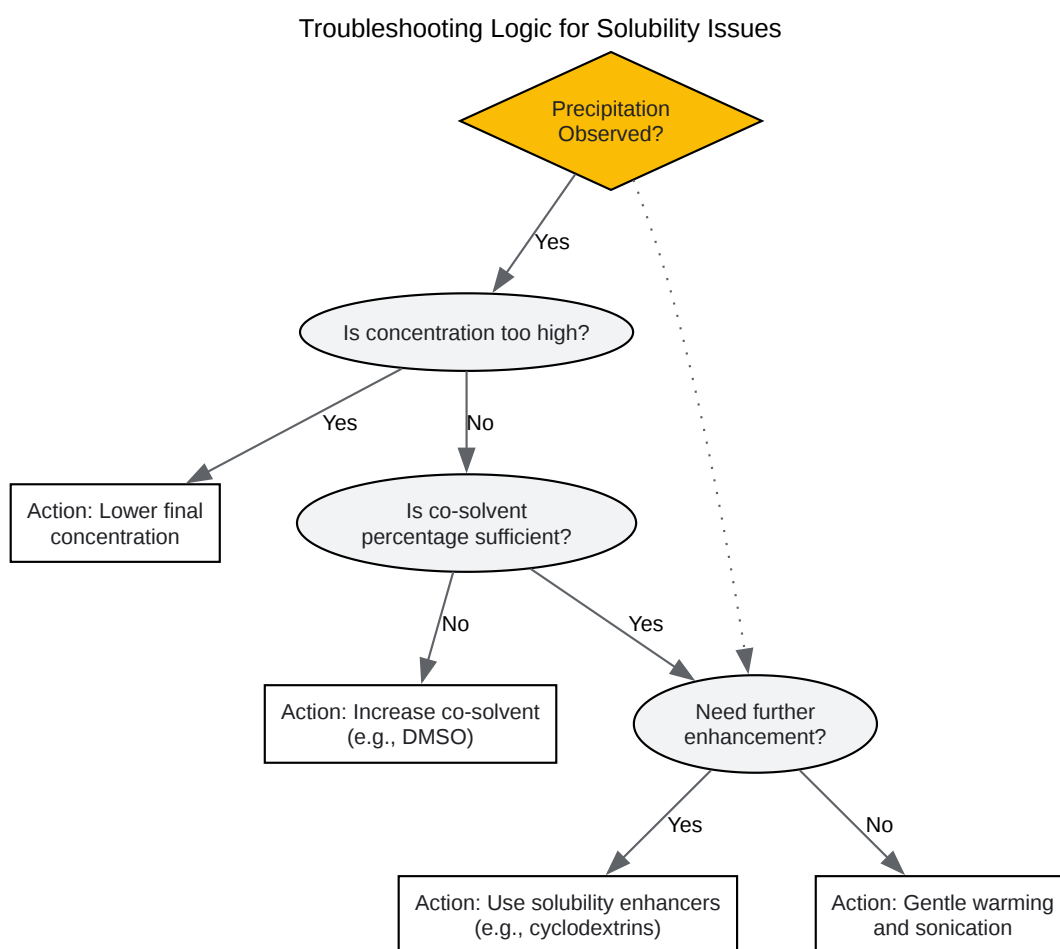 Troubleshooting Logic for Solubility Issues
Precipitation
Observed?
Yes
Is concentration too high?
Yes
No
Action: Lower final
concentration
Is co-solvent
percentage sufficient?
No
Yes
Action: Increase co-solvent
(e.g., DMSO)
Need further
enhancement?
Yes
No
Action: Use solubility enhancers
(e.g., cyclodextrins)
Action: Gentle warming
and sonication